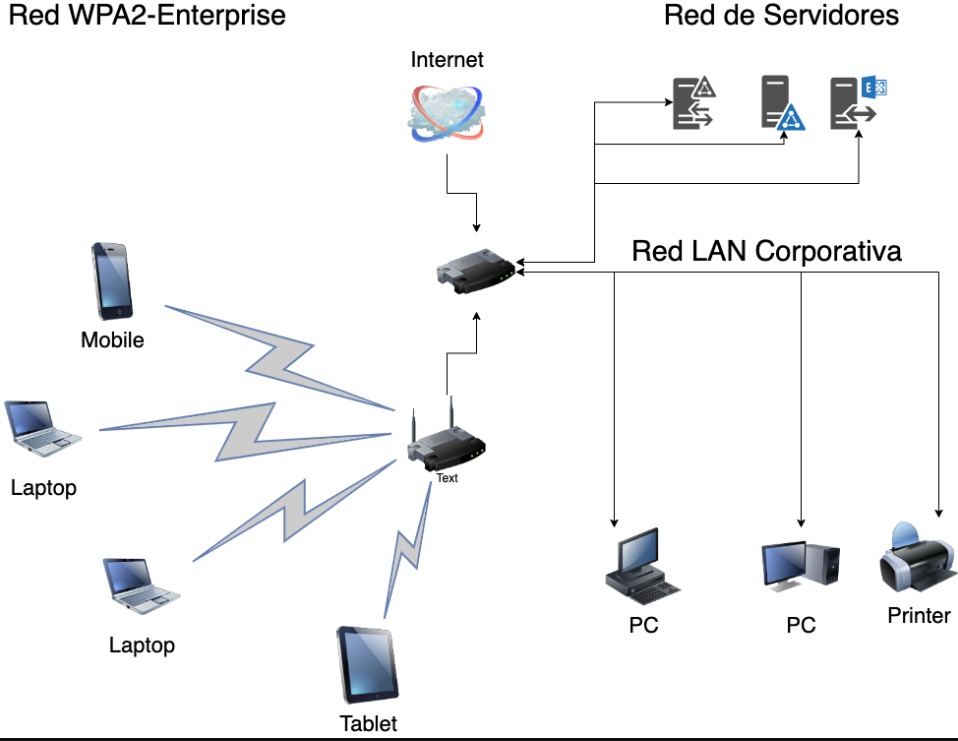 Red WPA2-Enterprise
Red de Servidores
Internet
E
Red LAN Corporativa
Mobile
Text
Laptop
Laptop
PC
PC
Printer
Tablet